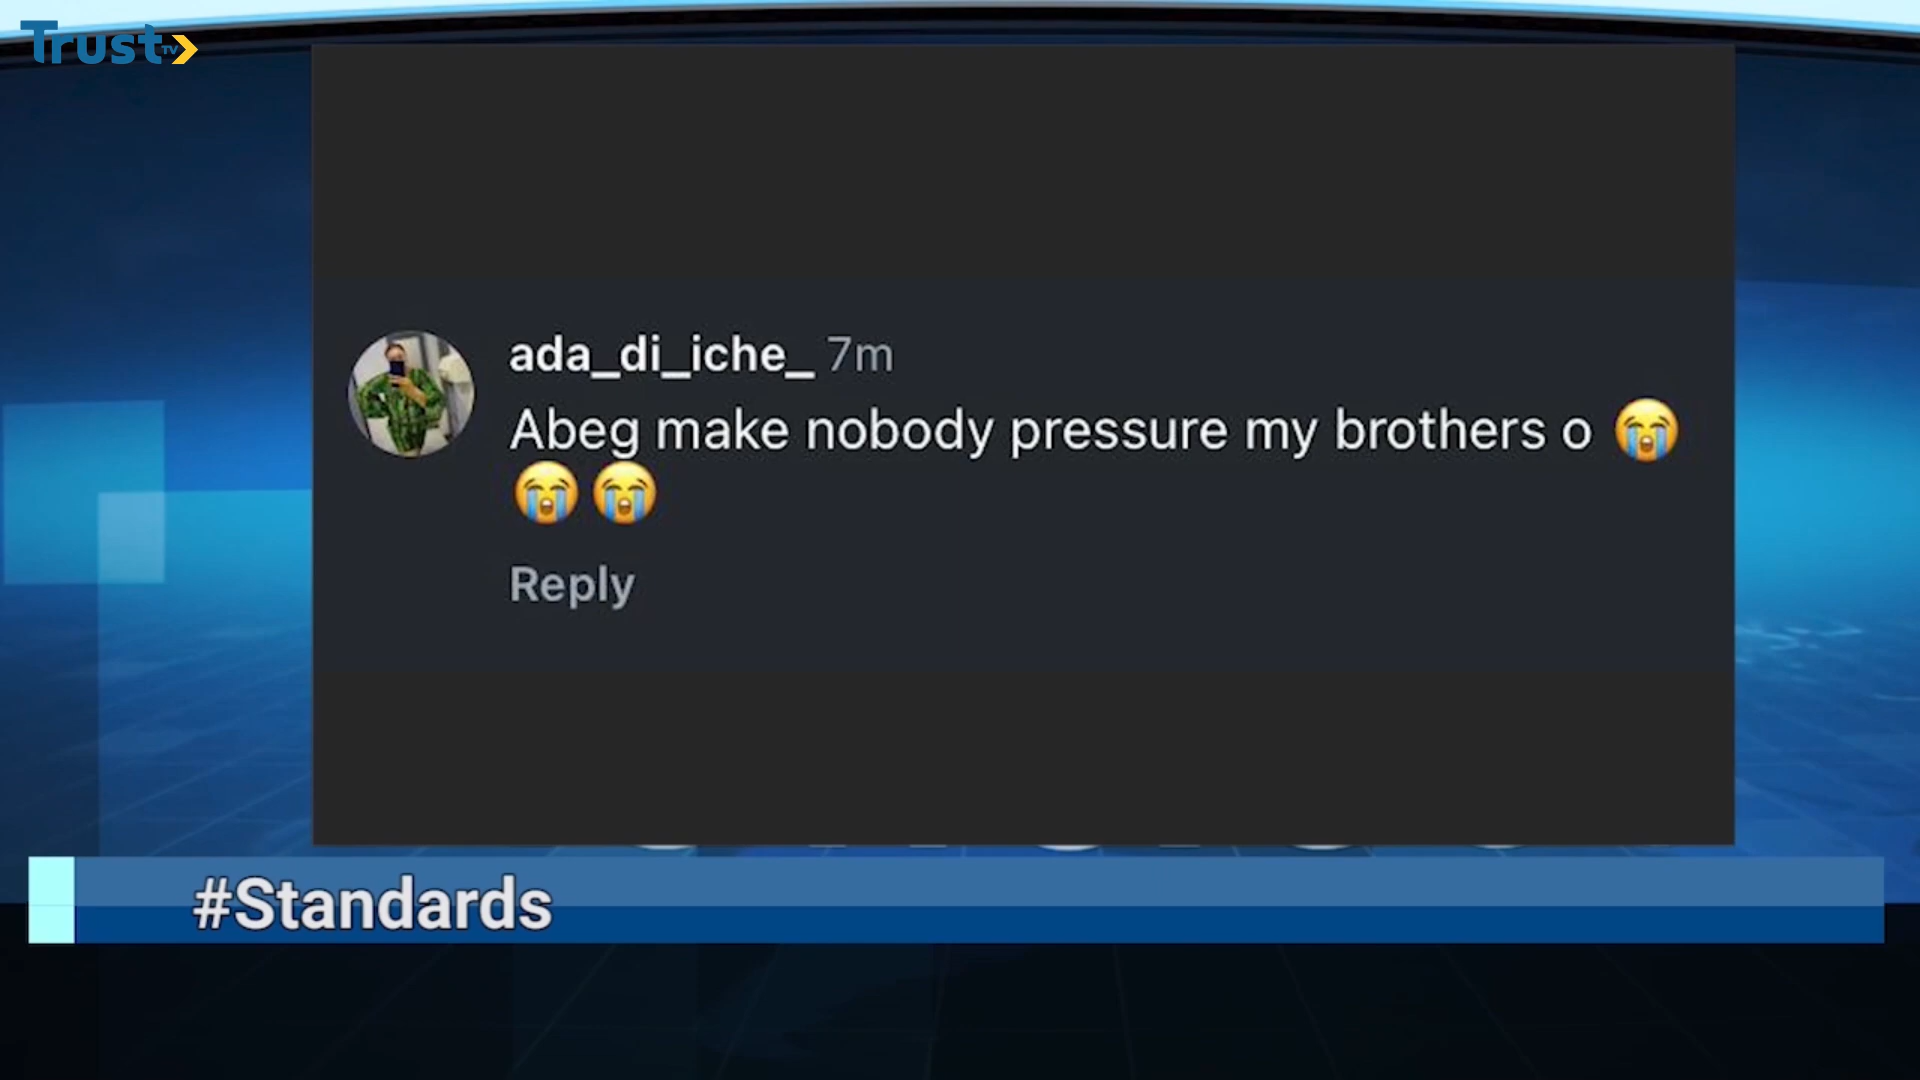 Trust TV
ada_di_iche_ 7m
Abeg make nobody pressure my brothers o 😭
😭😭
Reply
#Standards